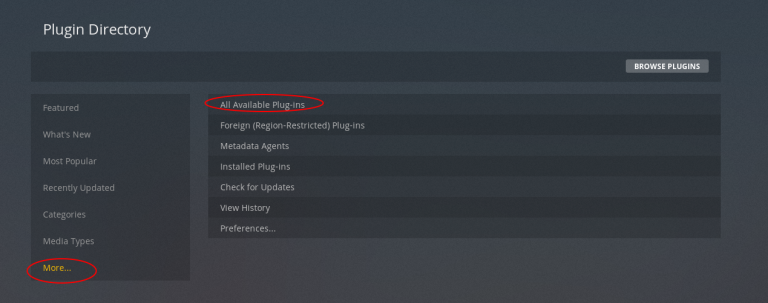 Plugin Directory
BROWSE PLUGINS
Featured
What's New
Most Popular
Recently Updated
Categories
Media Types
More...
All Available Plug-ins
Foreign (Region-Restricted) Plug-ins
Metadata Agents
Installed Plug-ins
Check for Updates
View History
Preferences...